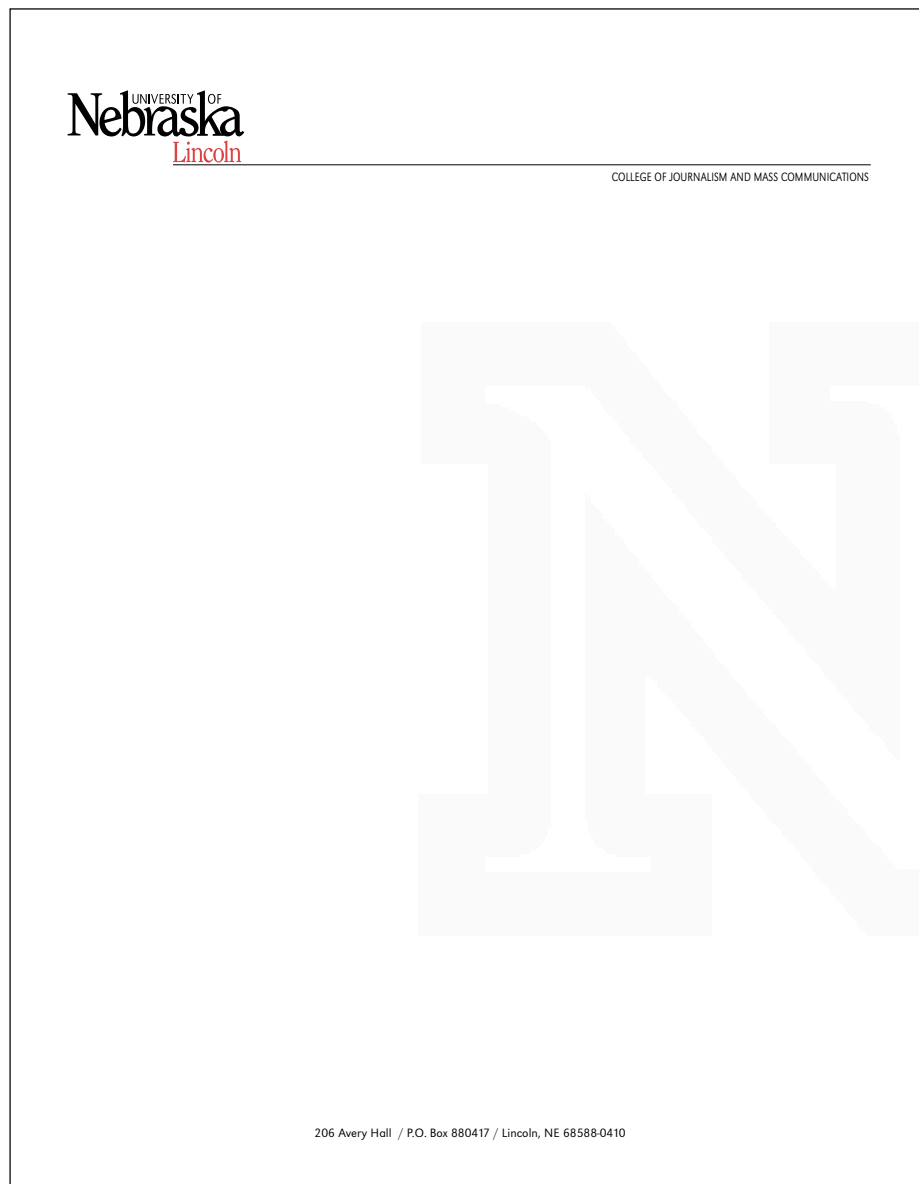 UNIVERSITY OF
Nebraska
Lincoln
COLLEGE OF JOURNALISM AND MASS COMMUNICATIONS
N
206 Avery Hall / P.O. Box 880417 / Lincoln, NE 68588-0410